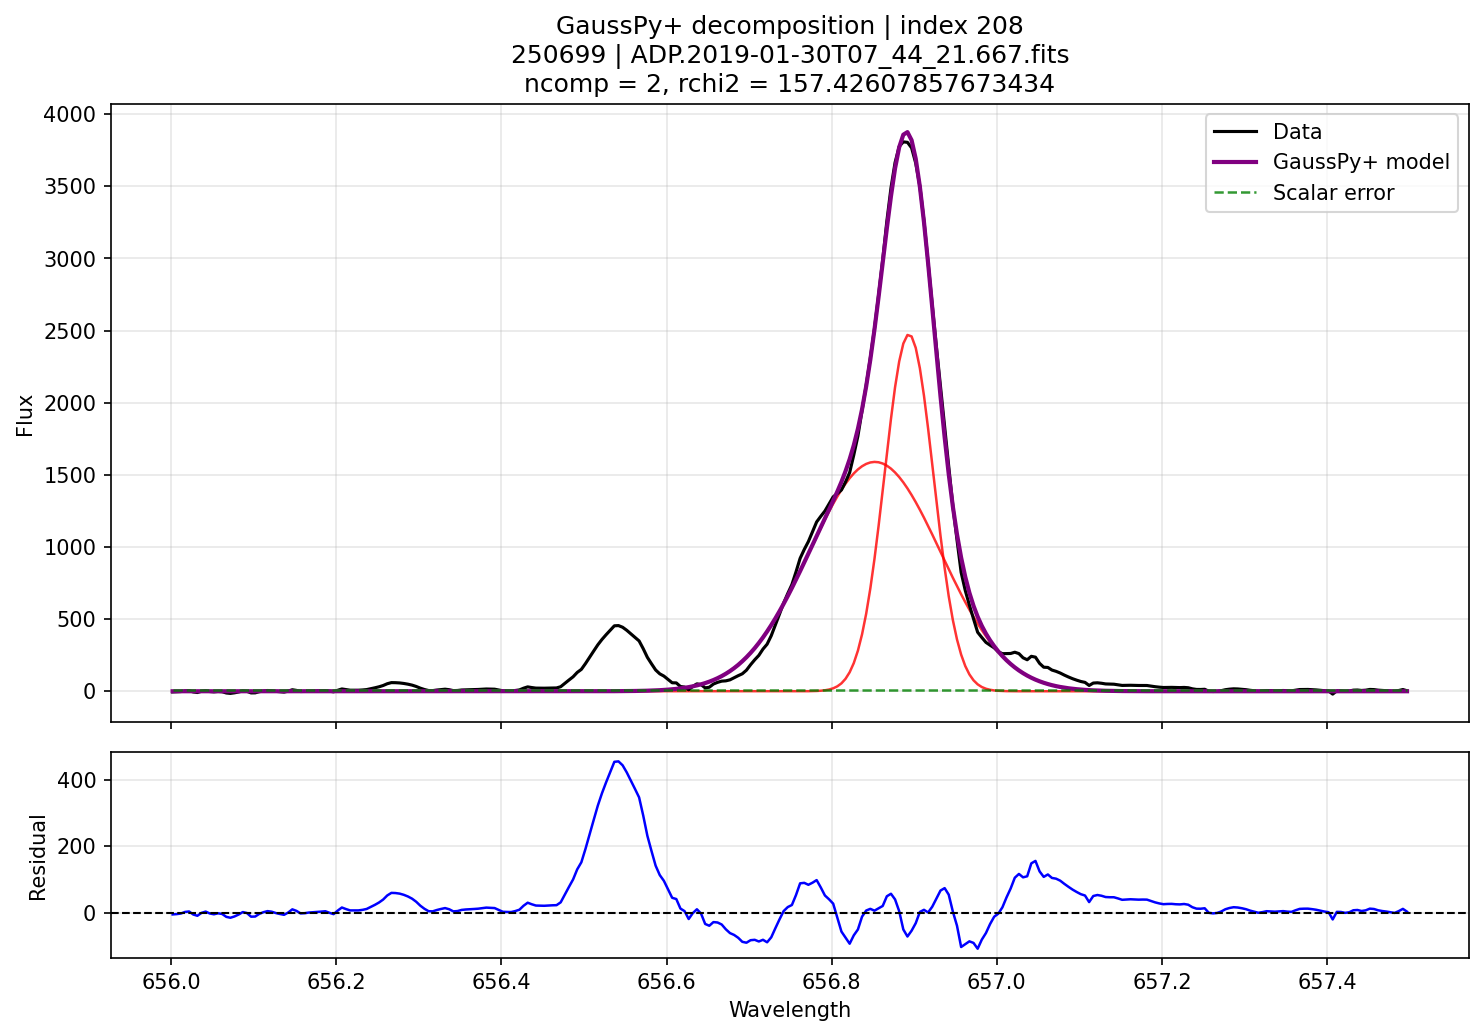 GaussPy+ decomposition | index 208
250699 | ADP.2019-01-30T07_44_21.667.fits
ncomp = 2, rchi2 = 157.42607857673434
4000
3500
3000
2500
2000
1500
1000
500
0
Flux
Data
GaussPy+ model
Scalar error
400
200
0
Residual
656.0 656.2 656.4 656.6 656.8 657.0 657.2 657.4
Wavelength